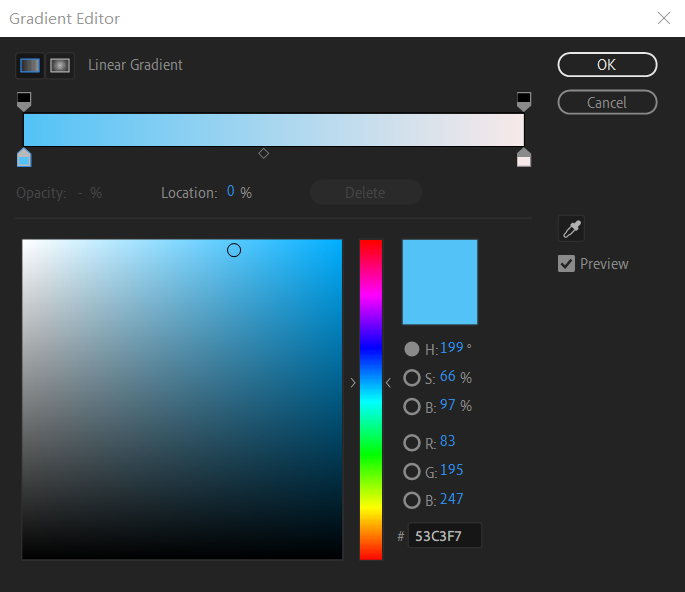 Gradient Editor
Linear Gradient
OK
Cancel
Opacity: - %
Location: 0 %
Delete
Preview
H: 199 °
S: 66 %
B: 97 %
R: 83
G: 195
B: 247
# 53C3F7